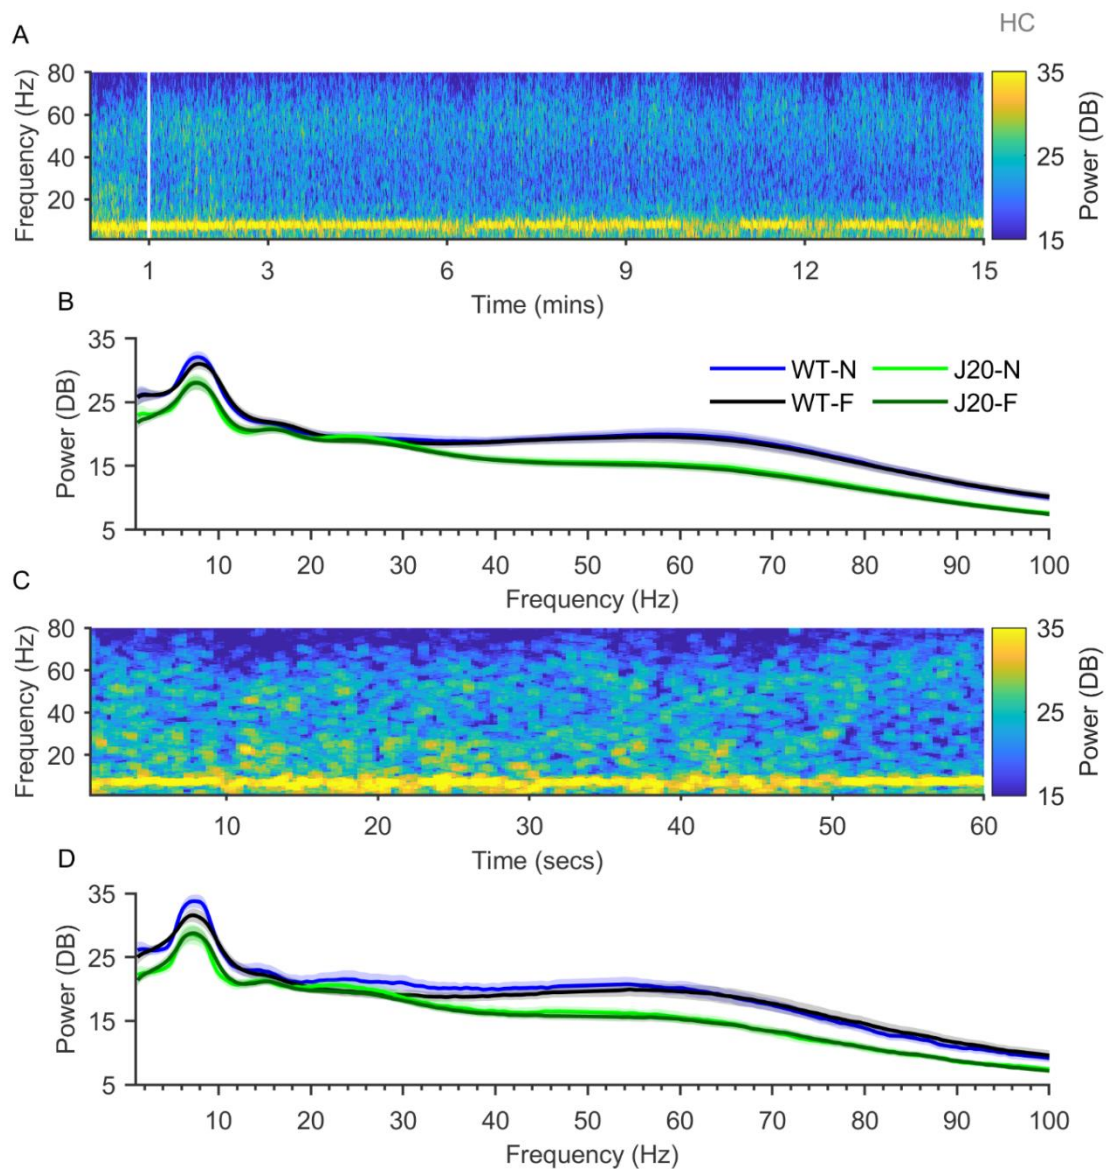 HC
A
Frequency (Hz)
80
60
40
20
1 3 6 9 12 15
Time (mins)
35
25
15
Power (DB)
B
Power (DB)
35
25
15
5
WT-N J20-N
WT-F J20-F
10 20 30 40 50 60 70 80 90 100
Frequency (Hz)
C
Frequency (Hz)
80
60
40
20
10 20 30 40 50 60
Time (secs)
35
25
15
Power (DB)
D
Power (DB)
35
25
15
5
10 20 30 40 50 60 70 80 90 100
Frequency (Hz)